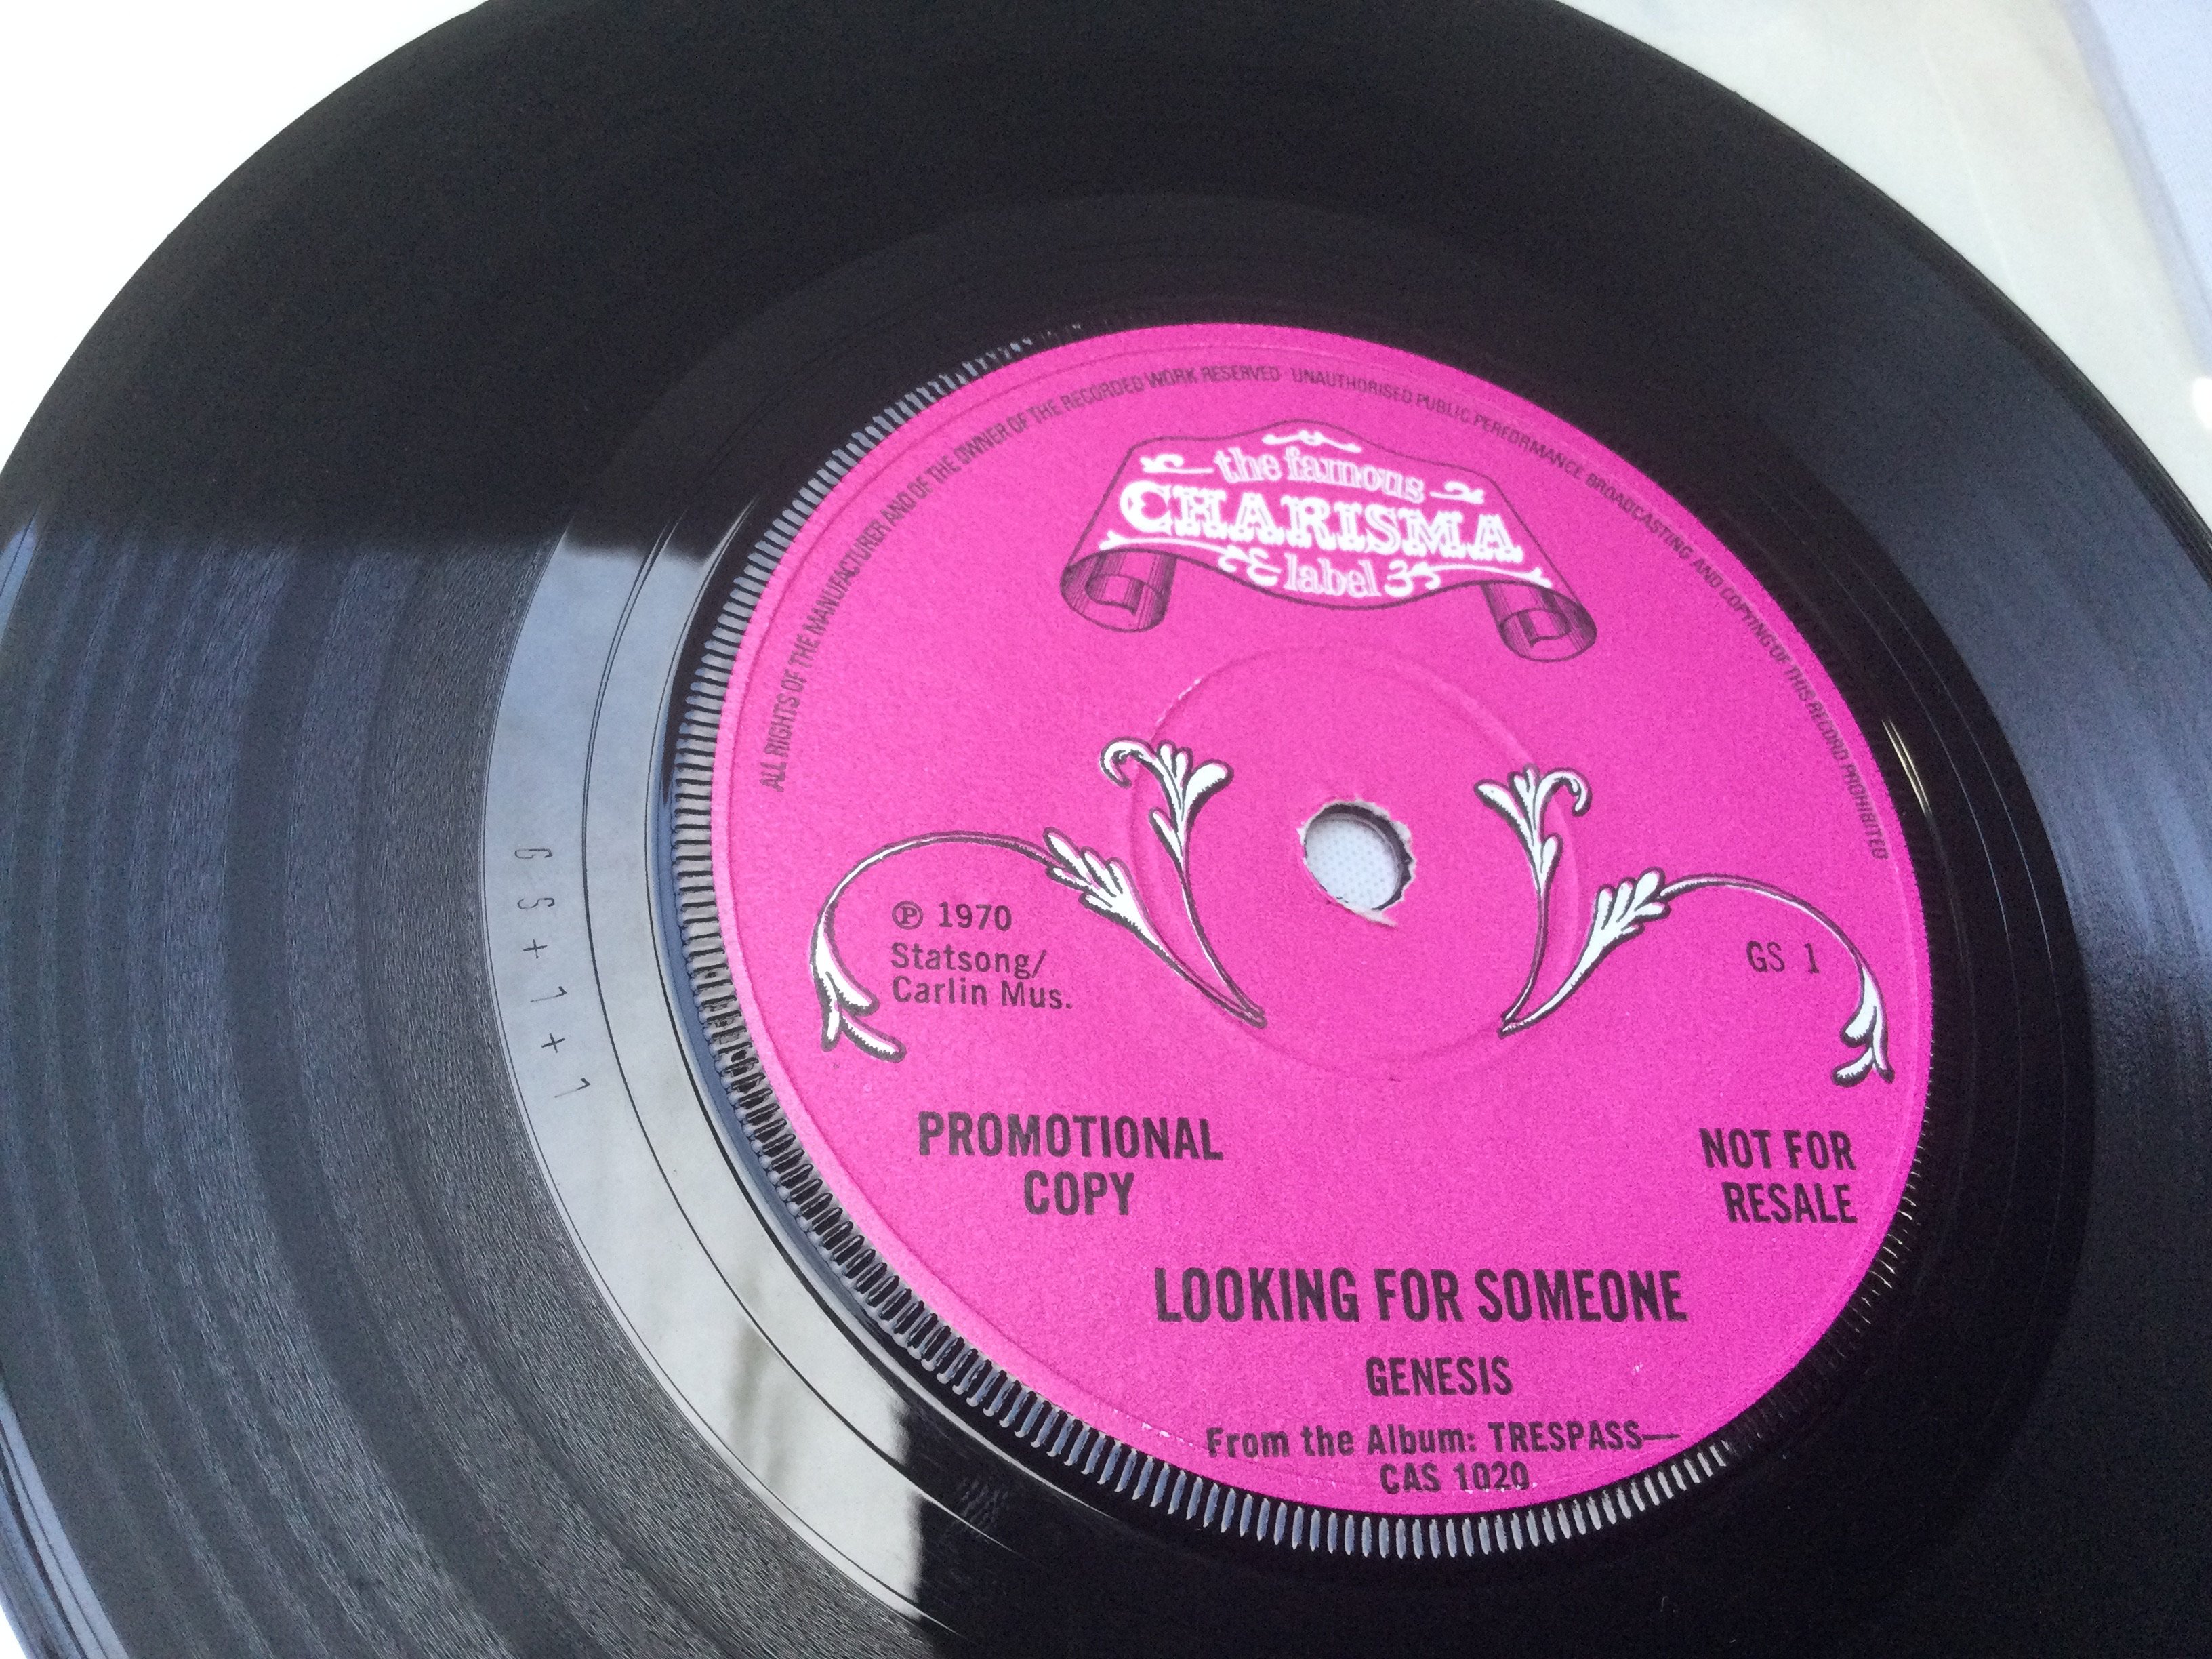 ALL RIGHTS OF THE MANUFACTURER AND OF THE OWNER OF THE RECORDED WORK RESERVED UNAUTHORISED PUBLIC PERFORMANCE BROADCASTING AND COPYING OF THIS RECORD PROHIBITED
the famous
CHARISMA
label
℗ 1970
Statsong/
Carlin Mus.
GS 1
PROMOTIONAL
COPY
NOT FOR
RESALE
LOOKING FOR SOMEONE
GENESIS
From the Album: TRESPASS—
CAS 1020
GS+1+1